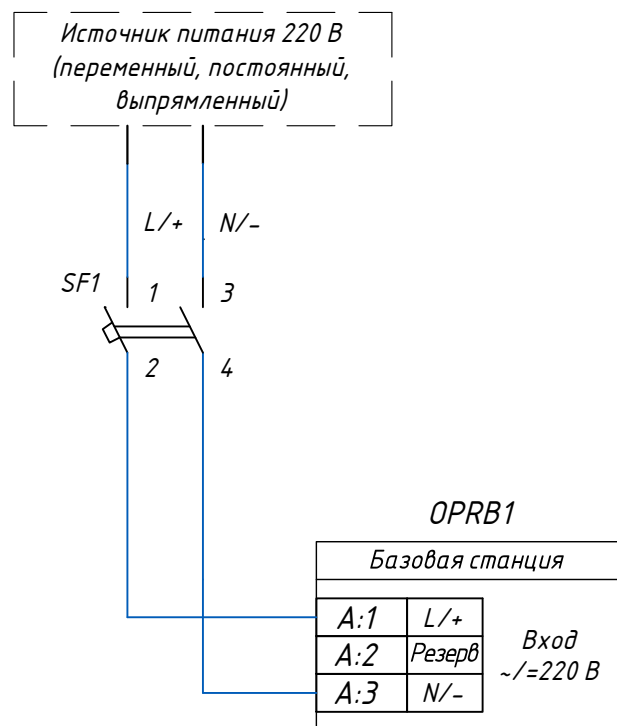 Источник питания 220 В
(переменный, постоянный,
выпрямленный)
L/+ N/-
SF1 1 3
2 4
OPRB1
Базовая станция
A:1 L/+
A:2 Резерв
A:3 N/-
Вход
~/=220 В